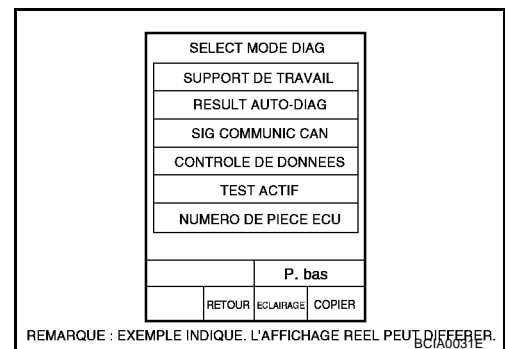 SELECT MODE DIAG
SUPPORT DE TRAVAIL
RESULT AUTO-DIAG
SIG COMMUNIC CAN
CONTROLE DE DONNEES
TEST ACTIF
NUMERO DE PIECE ECU
P. bas
RETOUR ECLAIRAGE COPIER
REMARQUE : EXEMPLE INDIQUE. L'AFFICHAGE REEL PEUT DIFFERER.
BCIA0031E